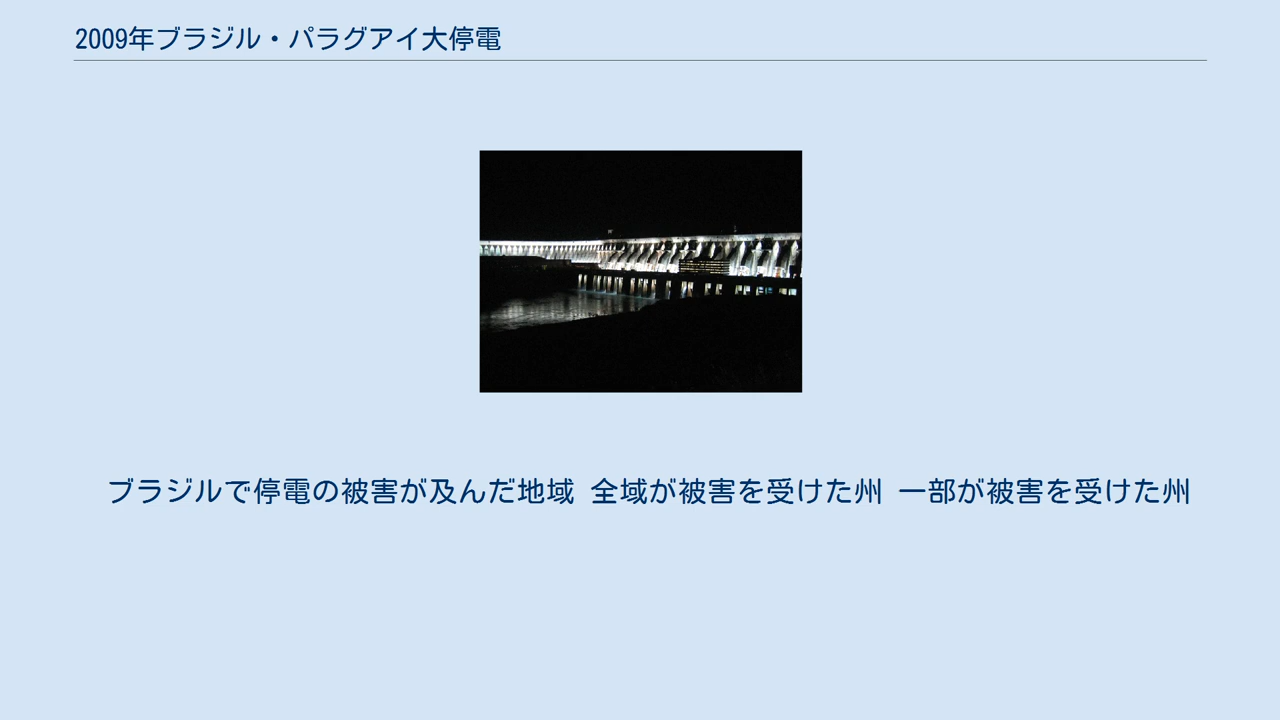 2009年ブラジル・パラグアイ大停電
ブラジルで停電の被害が及んだ地域 全域が被害を受けた州 一部が被害を受けた州